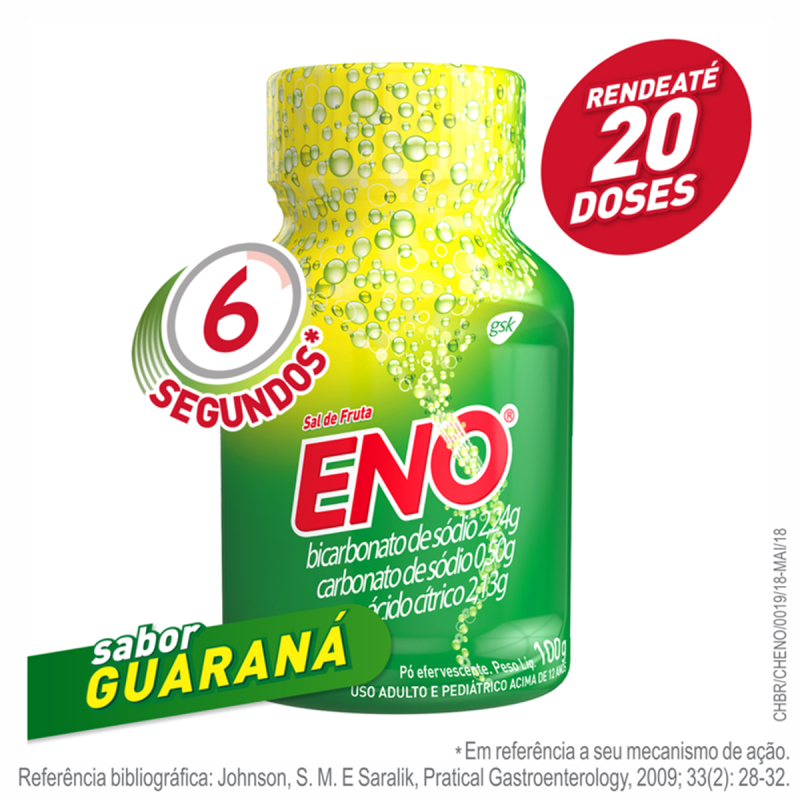 RENDE ATÉ
20
DOSES
6
SEGUNDOS*
gsk
Sal de Fruta
ENO®
bicarbonato de sódio 2,24g
carbonato de sódio 0,50g
ácido cítrico 2,13g
sabor
GUARANÁ
Pó efervescente. Peso Líq. 100g
USO ADULTO E PEDIÁTRICO ACIMA DE 12
CHBR/CHENO/0019/18-MAI/18
*Em referência a seu mecanismo de ação.
Referência bibliográfica: Johnson, S. M. E Saralik, Pratical Gastroenterology, 2009; 33(2): 28-32.